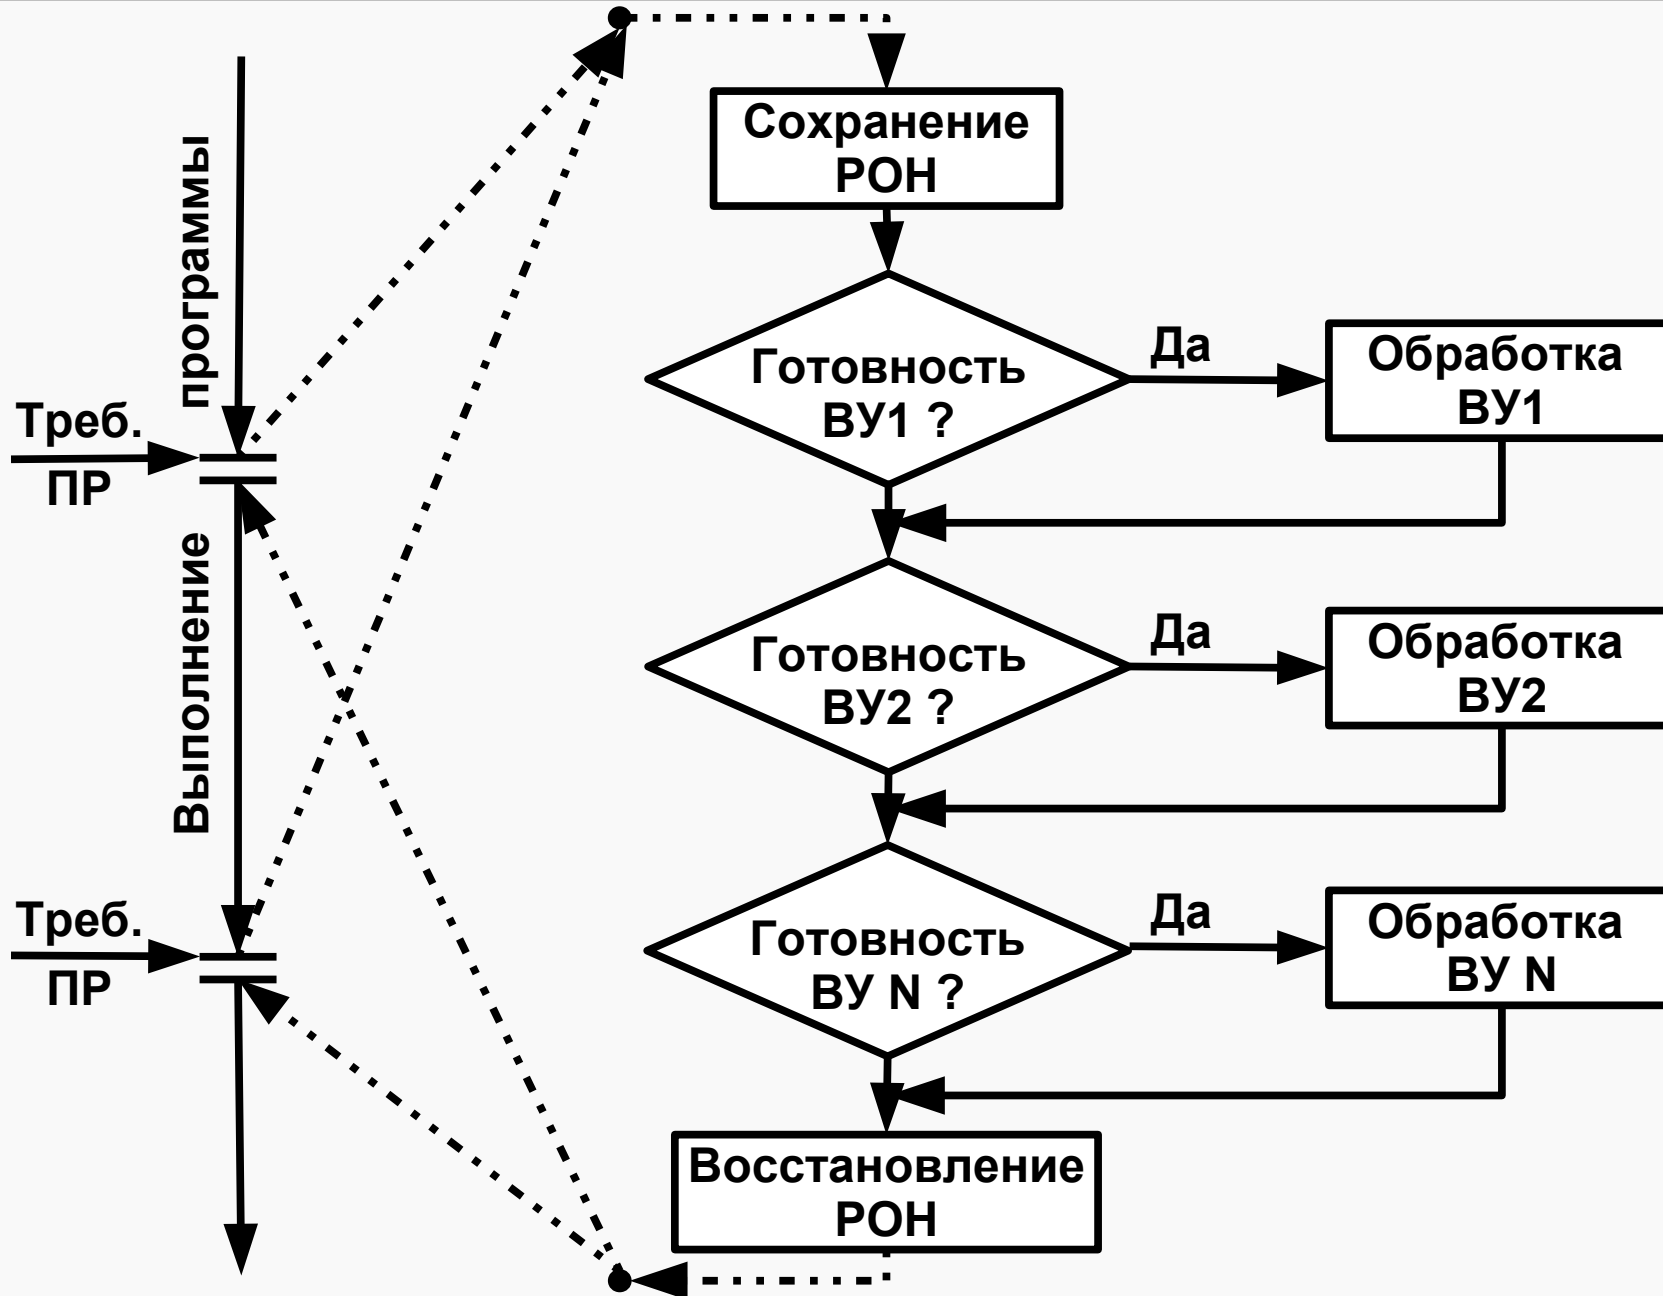 Сохранение
РОН
программы
Готовность
ВУ1 ?
Да
Обработка
ВУ1
Треб.
ПР
Выполнение
Готовность
ВУ2 ?
Да
Обработка
ВУ2
Треб.
ПР
Готовность
ВУ N ?
Да
Обработка
ВУ N
Восстановление
РОН